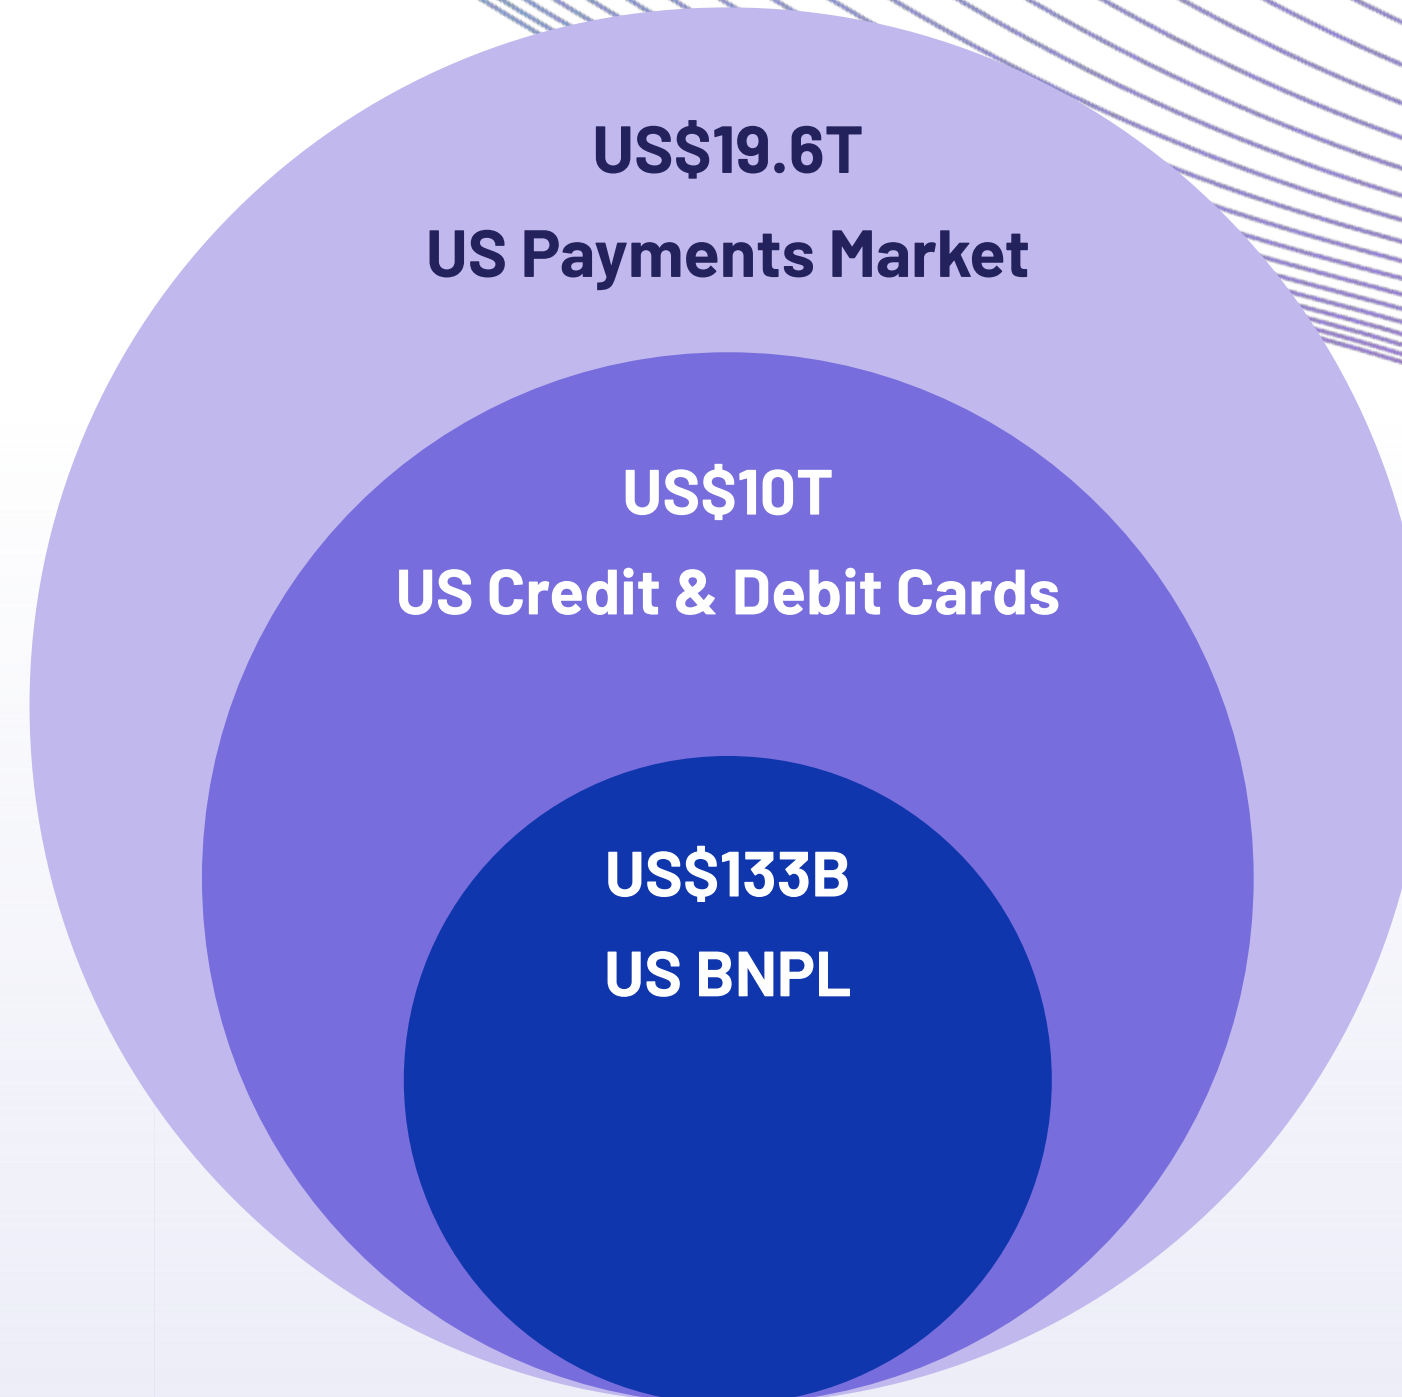 US$19.6T
US Payments Market
US$10T
US Credit & Debit Cards
US$133B
US BNPL